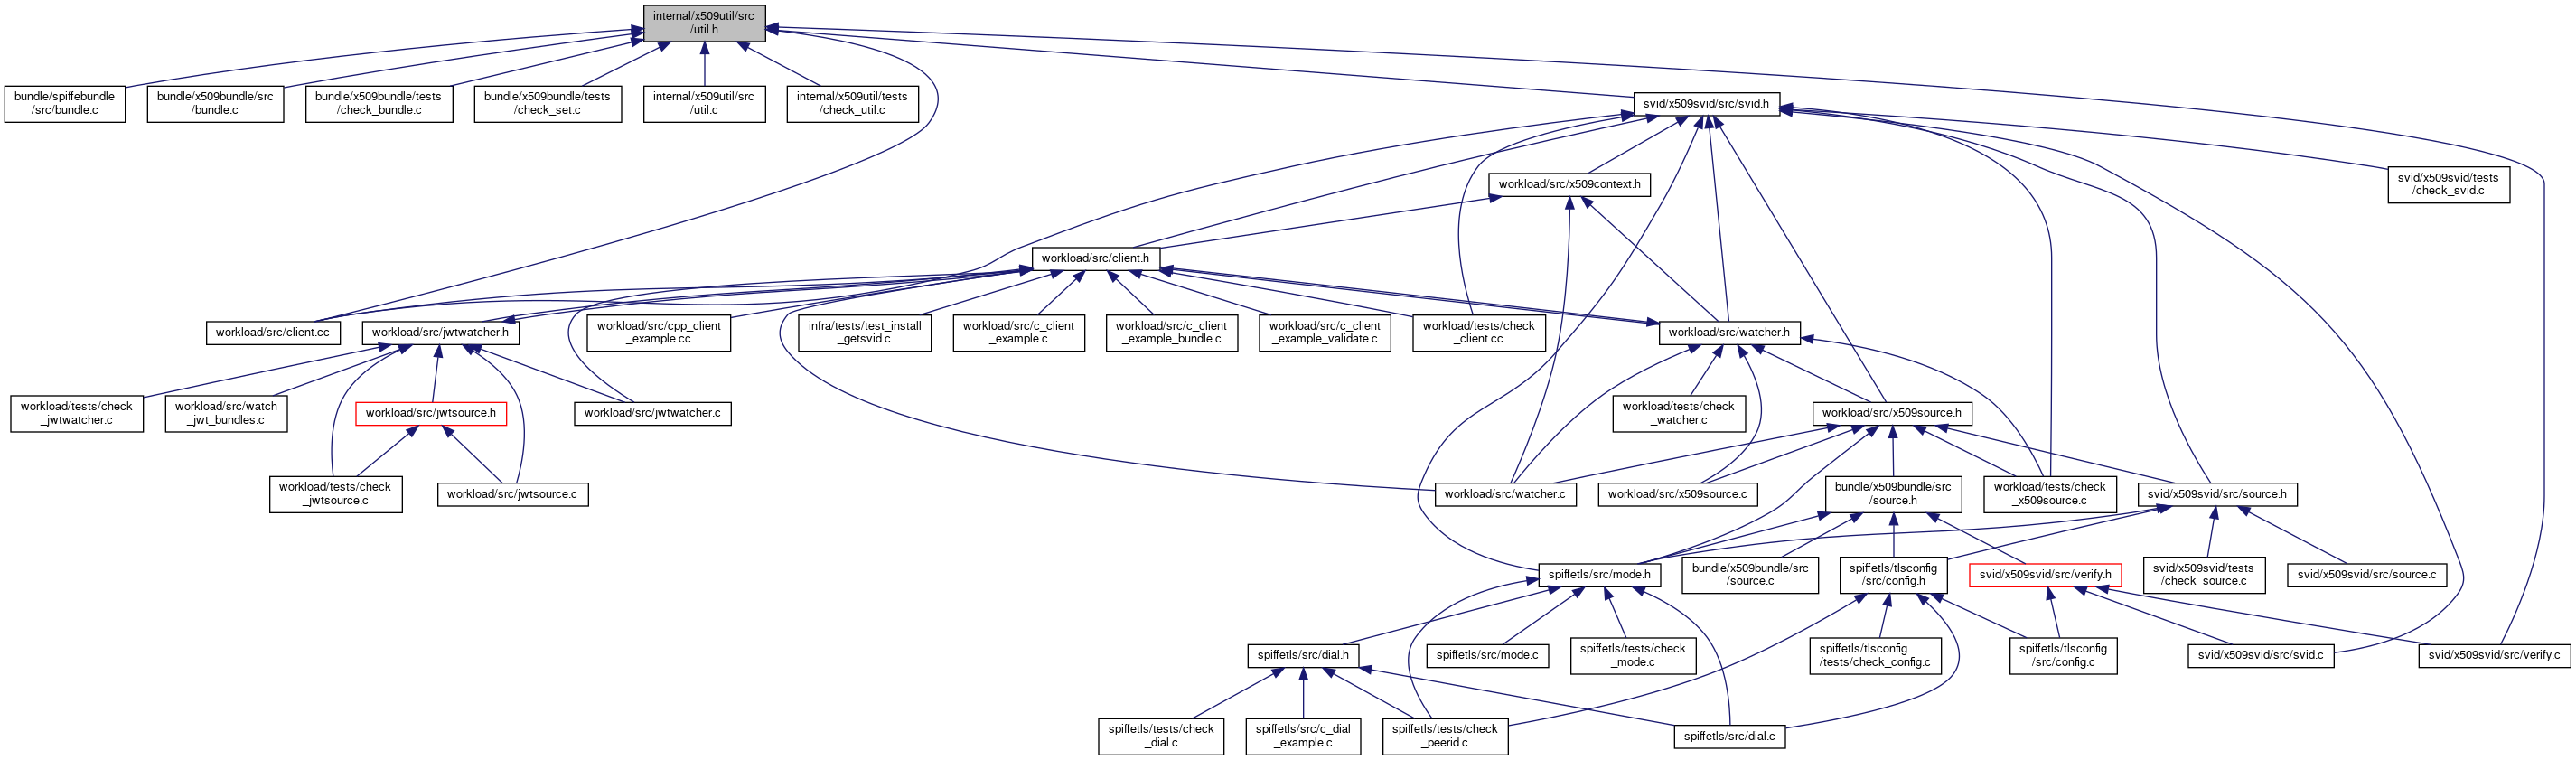 internal/x509util/src
/util.h
bundle/spiffebundle
/src/bundle.c
bundle/x509bundle/src
/bundle.c
bundle/x509bundle/tests
/check_bundle.c
bundle/x509bundle/tests
/check_set.c
internal/x509util/src
/util.c
internal/x509util/tests
/check_util.c
svid/x509svid/src/svid.h
workload/src/x509context.h
svid/x509svid/tests
/check_svid.c
workload/src/client.h
workload/src/client.cc
workload/src/jwtwatcher.h
workload/src/cpp_client
_example.cc
infra/tests/test_install
_getsvid.c
workload/src/c_client
_example.c
workload/src/c_client
_example_bundle.c
workload/src/c_client
_example_validate.c
workload/tests/check
_client.cc
workload/src/watcher.h
workload/tests/check
_jwtwatcher.c
workload/src/watch
_jwt_bundles.c
workload/src/jwtsource.h
workload/src/jwtwatcher.c
workload/tests/check
_watcher.c
workload/src/x509source.h
workload/tests/check
_jwtsource.c
workload/src/jwtsource.c
workload/src/watcher.c
workload/src/x509source.c
bundle/x509bundle/src
/source.h
workload/tests/check
_x509source.c
svid/x509svid/src/source.h
spiffetls/src/mode.h
bundle/x509bundle/src
/source.c
spiffetls/tlsconfig
/src/config.h
svid/x509svid/src/verify.h
svid/x509svid/tests
/check_source.c
svid/x509svid/src/source.c
spiffetls/src/dial.h
spiffetls/src/mode.c
spiffetls/tests/check
_mode.c
spiffetls/tlsconfig
/tests/check_config.c
spiffetls/tlsconfig
/src/config.c
svid/x509svid/src/svid.c
svid/x509svid/src/verify.c
spiffetls/tests/check
_dial.c
spiffetls/src/c_dial
_example.c
spiffetls/tests/check
_peerid.c
spiffetls/src/dial.c